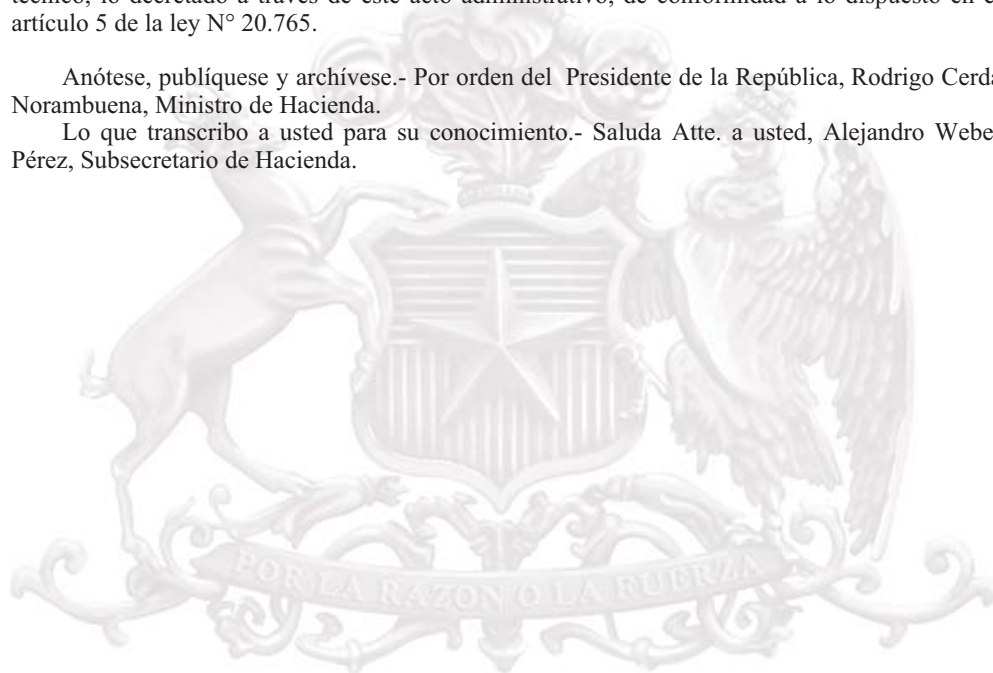 técnico, lo decretado a través de este acto administrativo, de conformidad a lo dispuesto en e
artículo 5 de la ley N° 20.765.
Anótese, publíquese y archívese.- Por orden del Presidente de la República, Rodrigo Cerda
Norambuena, Ministro de Hacienda.
Lo que transcribo a usted para su conocimiento.- Saluda Atte. a usted, Alejandro Webe
Pérez, Subsecretario de Hacienda.
POR LA RAZON O LA FUERZA